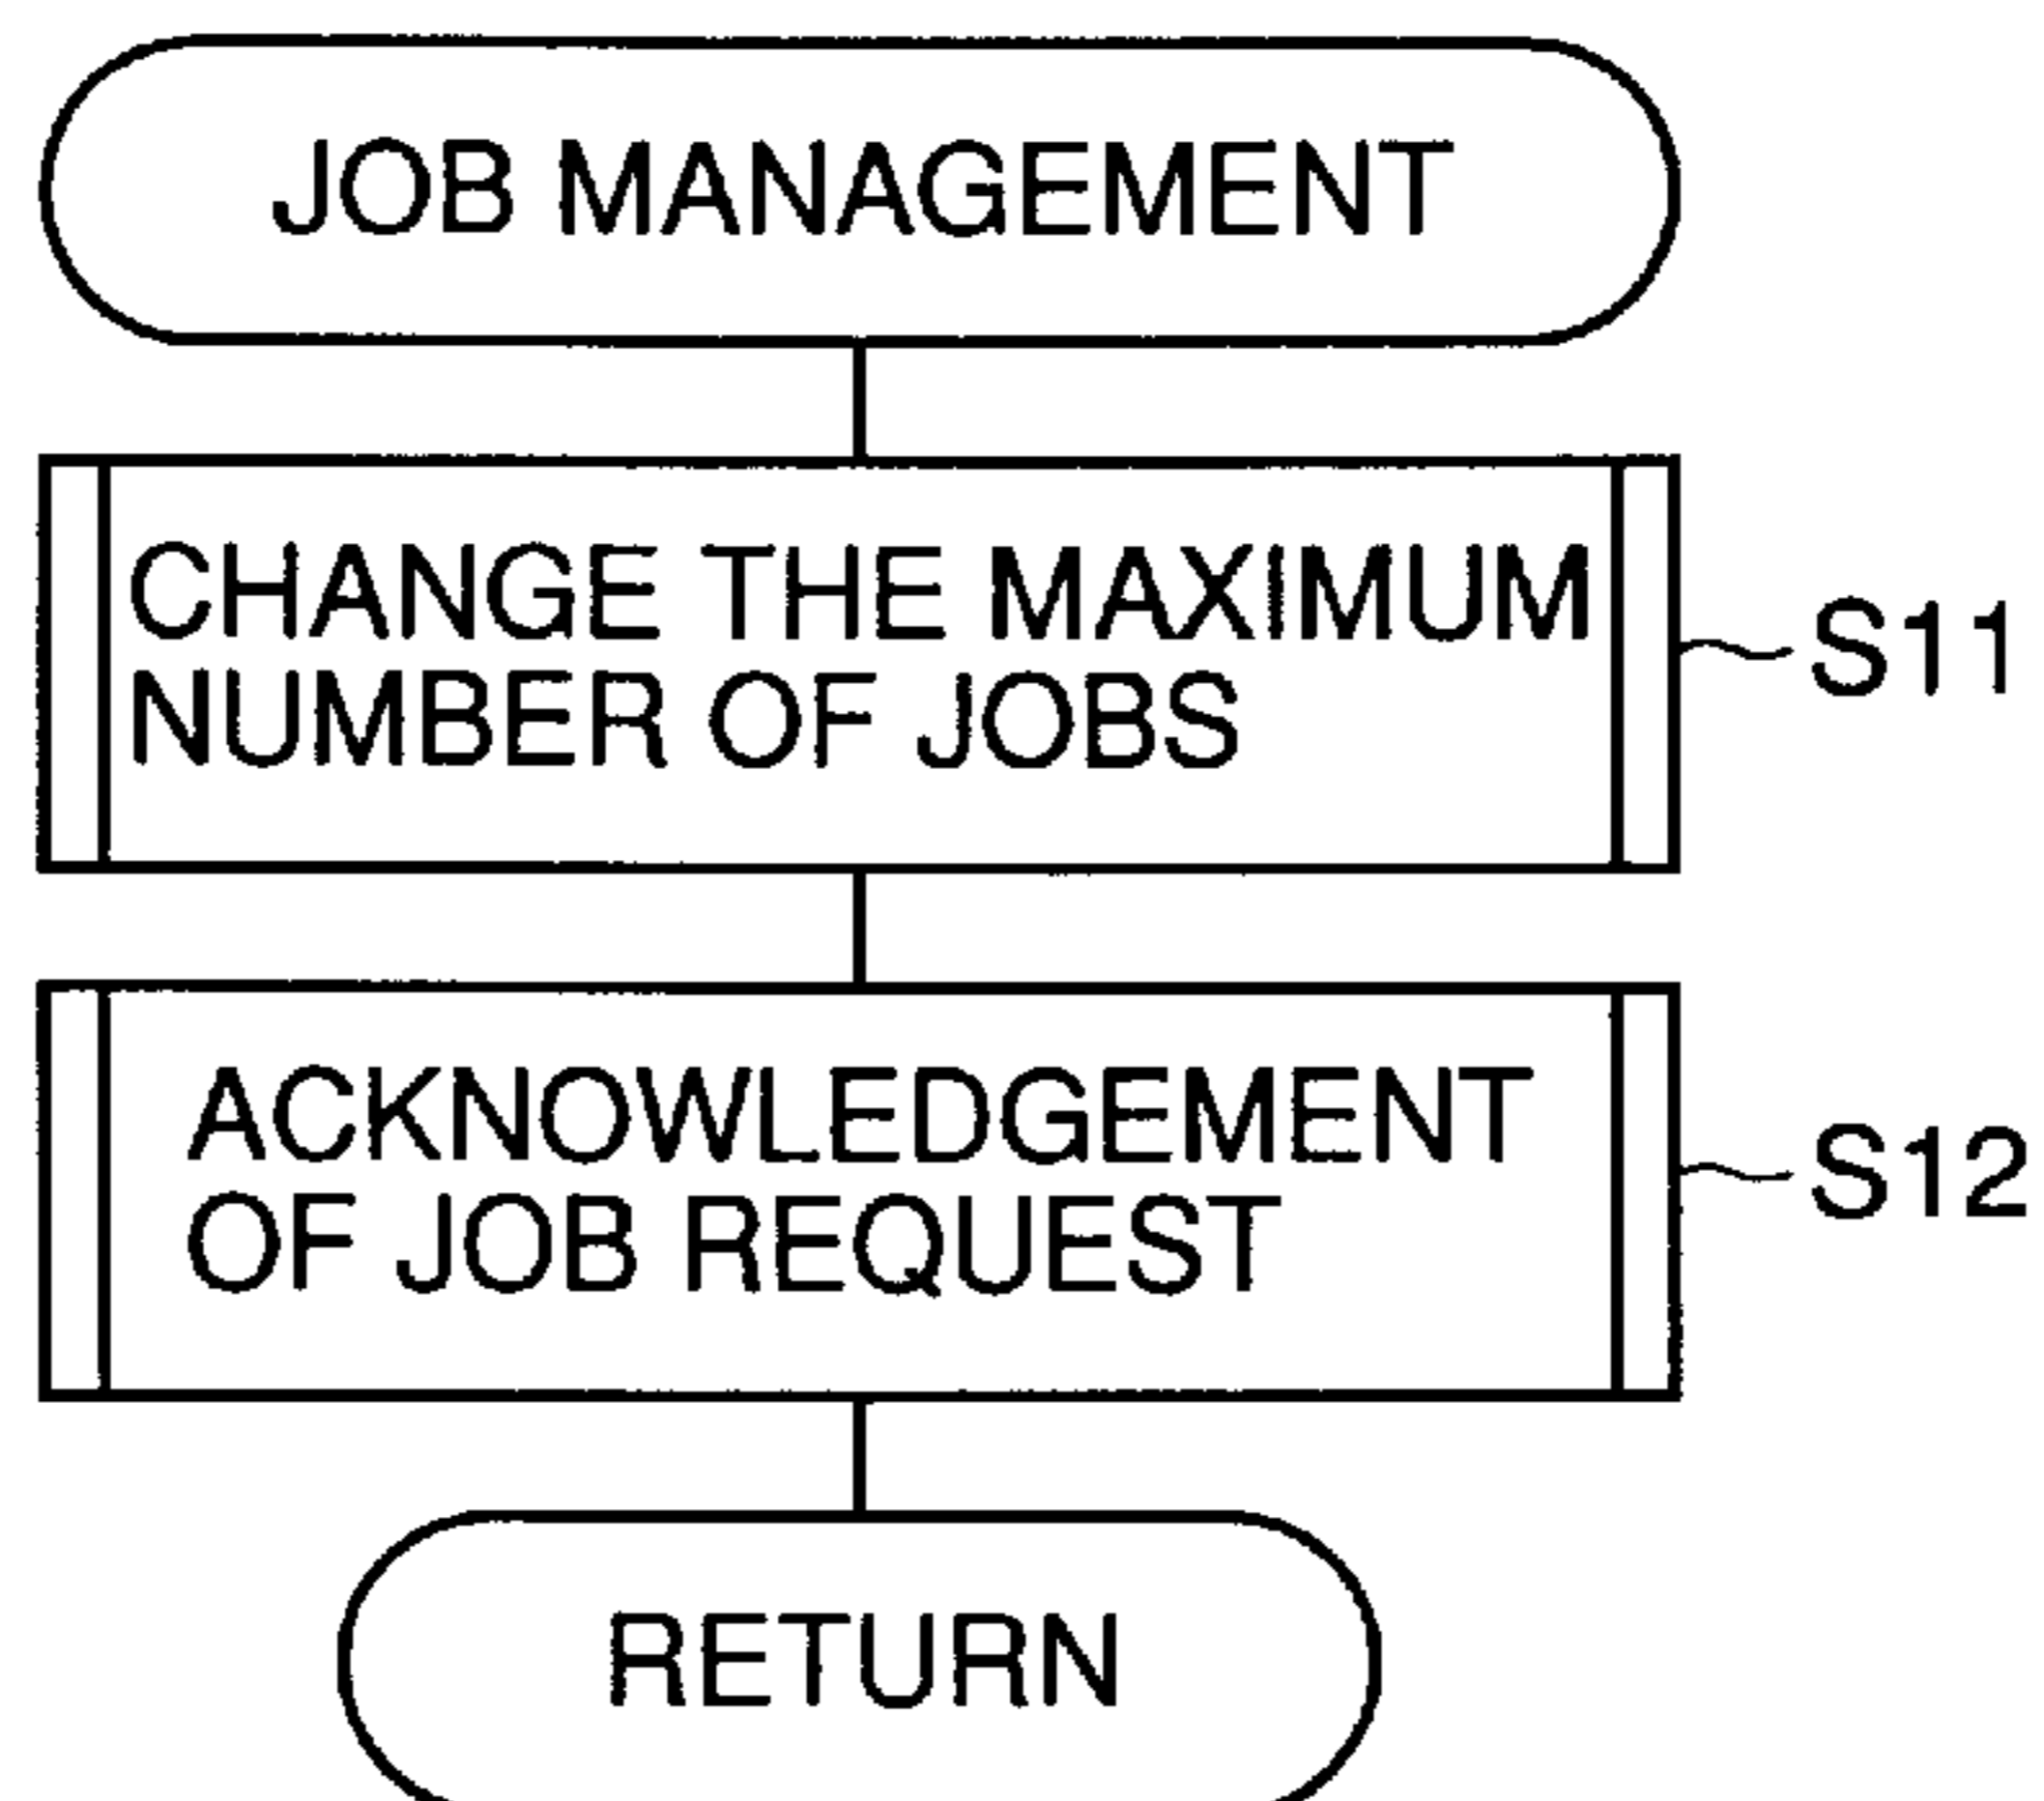 JOB MANAGEMENT
CHANGE THE MAXIMUM
NUMBER OF JOBS
S11
ACKNOWLEDGEMENT
OF JOB REQUEST
S12
RETURN